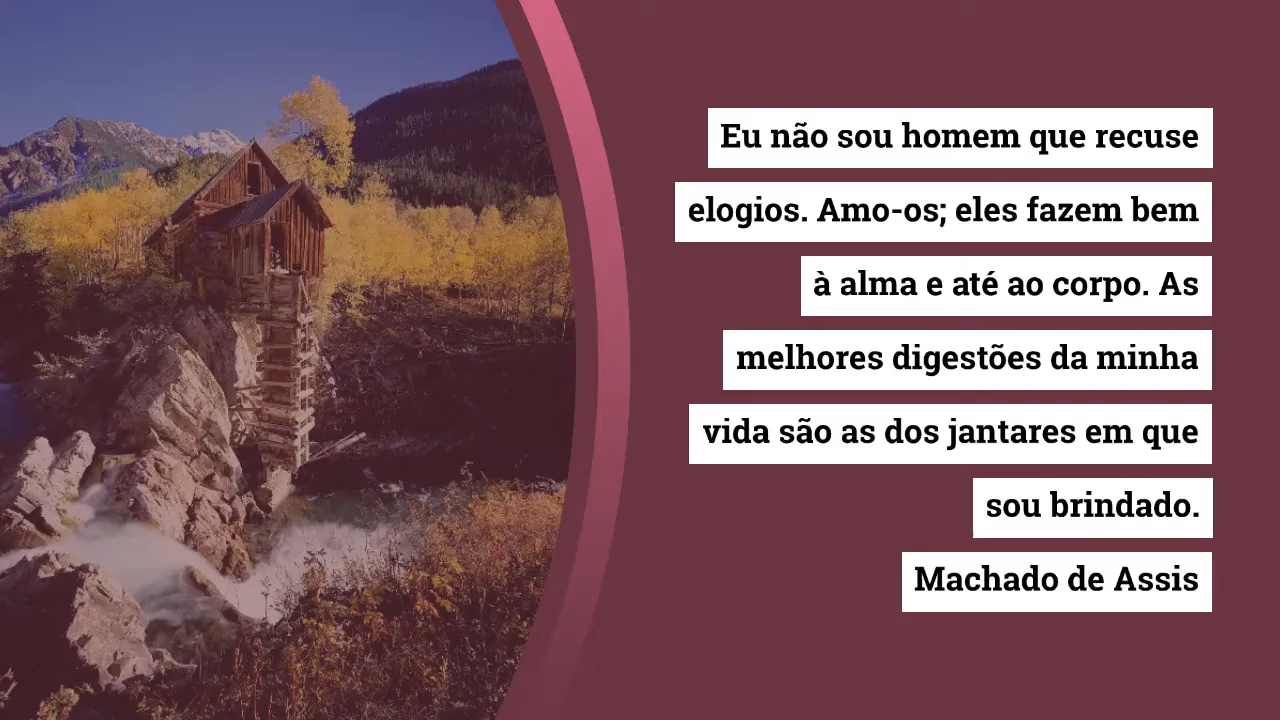 Eu não sou homem que recuse
elogios. Amo-os; eles fazem bem
à alma e até ao corpo. As
melhores digestões da minha
vida são as dos jantares em que
sou brindado.
Machado de Assis